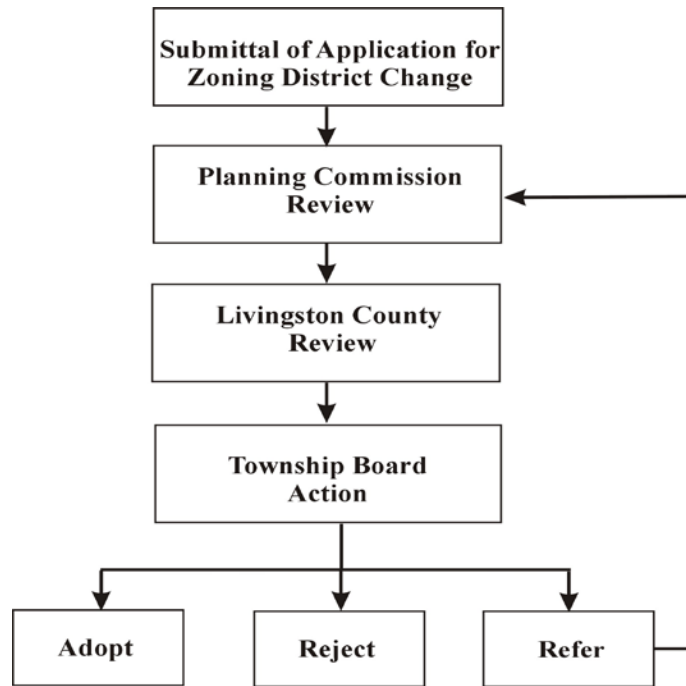 Submittal of Application for
Zoning District Change
Planning Commission
Review
Livingston County
Review
Township Board
Action
Adopt
Reject
Refer